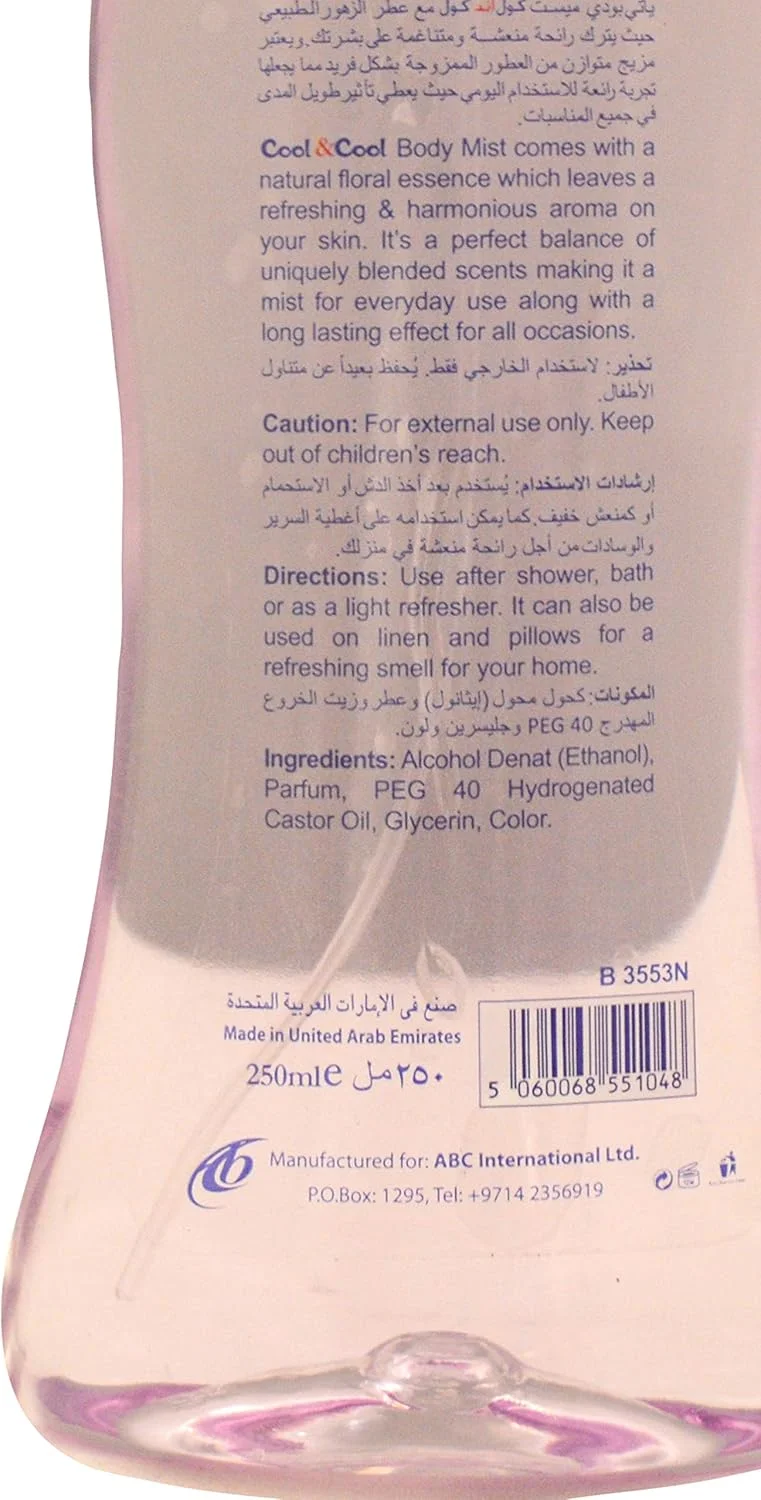 يأتي بودي ميست كول أند كول مع عطر الزهور الطبيعي
حيث يترك رائحة منعشة ومتناغمة على بشرتك. ويعتبر
مزيج متوازن من العطور الممزوجة بشكل فريد مما يجعلها
تجربة رائعة للاستخدام اليومي حيث يعطي تأثير طويل المدى
في جميع المناسبات.
Cool &Cool Body Mist comes with a
natural floral essence which leaves a
refreshing & harmonious aroma on
your skin. It's a perfect balance of
uniquely blended scents making it a
mist for everyday use along with a
long lasting effect for all occasions.
تحذير: لاستخدام الخارجي فقط. يُحفظ بعيداً عن متناول
الأطفال.
Caution: For external use only. Keep
out of children's reach.
إرشادات الاستخدام: يُستخدم بعد أخذ الدش أو الاستحمام
أو كمنعش خفيف. كما يمكن استخدامه على أغطية السرير
والوسادات من أجل رائحة منعشة في منزلك.
Directions: Use after shower, bath
or as a light refresher. It can also be
used on linen and pillows for a
refreshing smell for your home.
المكونات: كحول محول (إيثانول) وعطر وزيت الخروع
المهدرج PEG 40 وجليسرين ولون.
Ingredients: Alcohol Denat (Ethanol),
Parfum, PEG 40 Hydrogenated
Castor Oil, Glycerin, Color.
B 3553N
صنع في الإمارات العربية المتحدة
Made in United Arab Emirates
250ml e ٢٥٠ مل
5 060068 551048
Manufactured for: ABC International Ltd.
P.O.Box: 1295, Tel: +9714 2356919